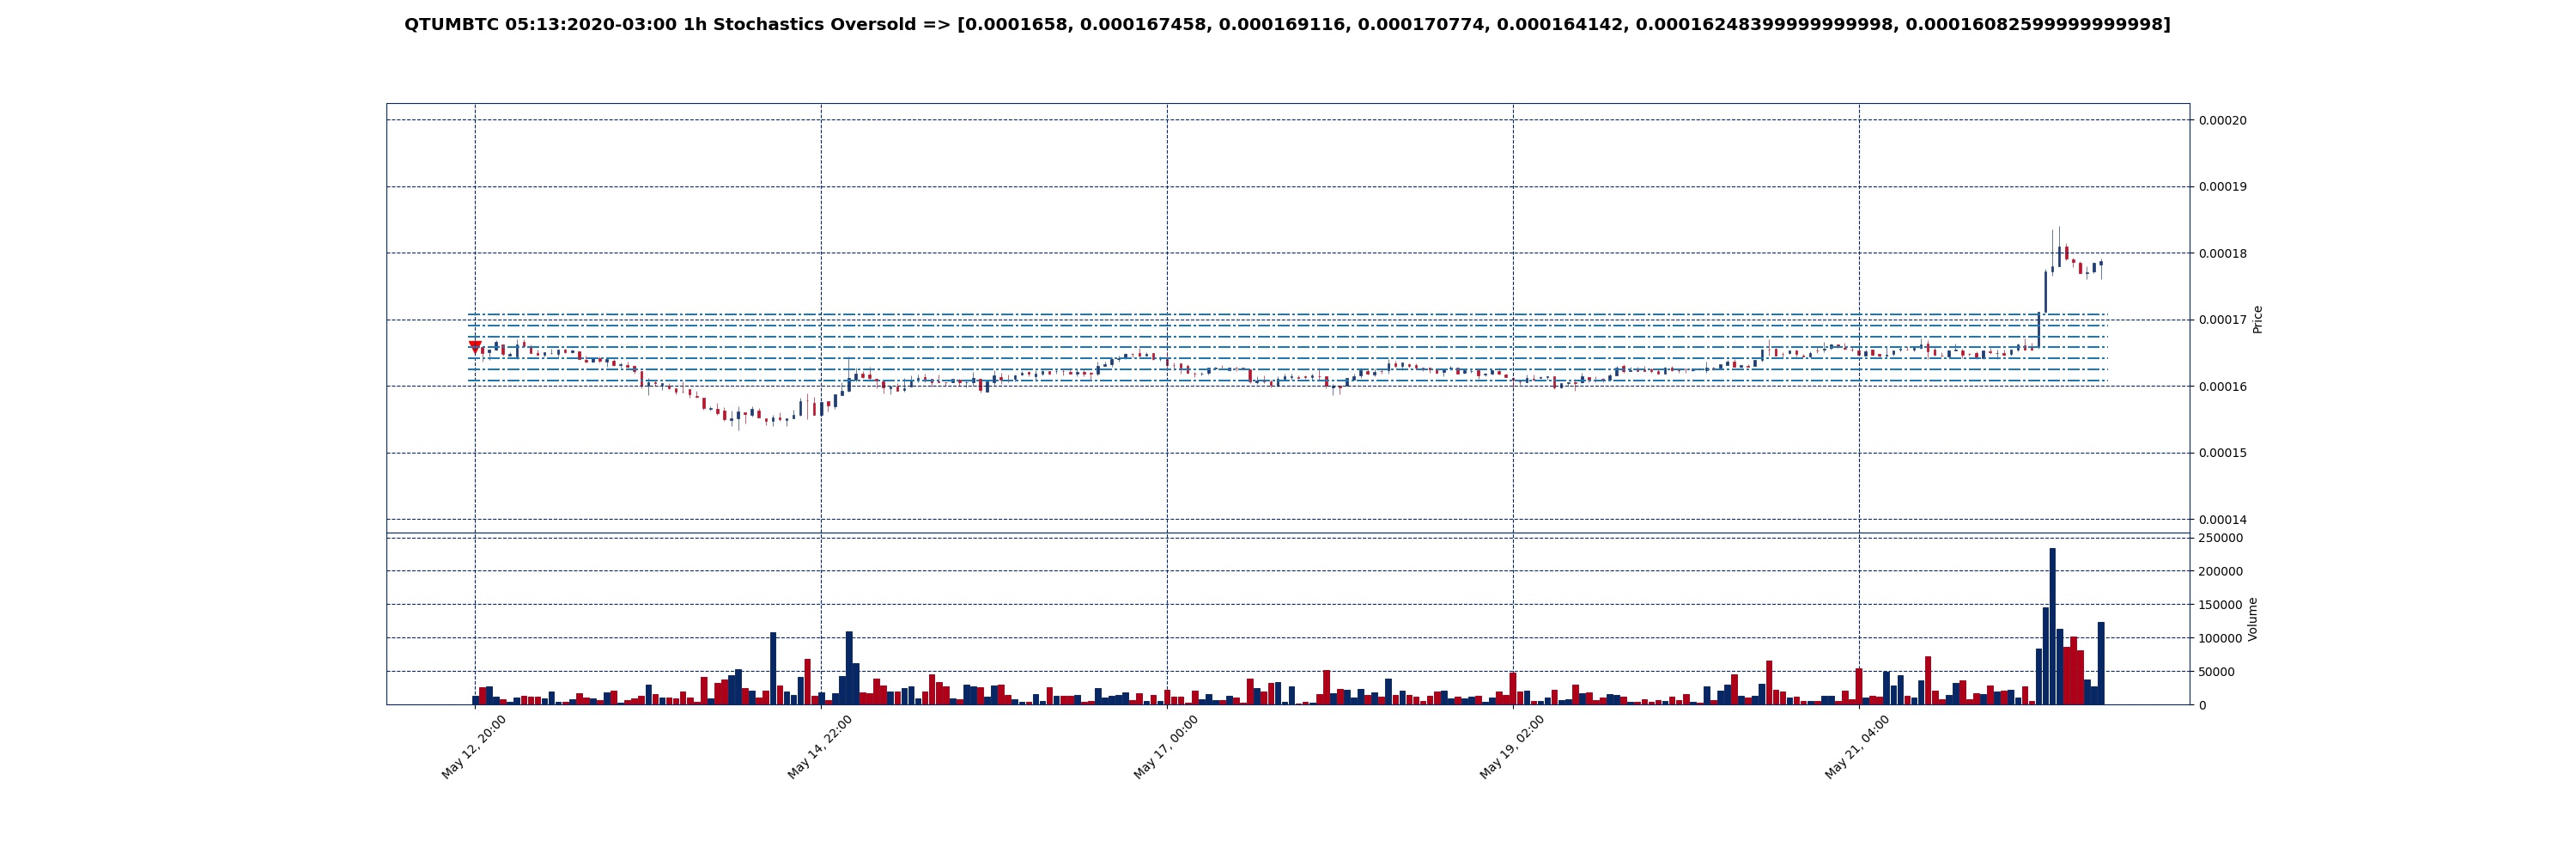 QTUMBTC 05:13:2020-03:00 1h Stochastics Oversold => [0.0001658, 0.000167458, 0.000169116, 0.000170774, 0.000164142, 0.00016248399999999998, 0.00016082599999999998]
0.00020
0.00019
0.00018
0.00017
0.00016
0.00015
0.00014
Price
250000
200000
150000
100000
50000
0
Volume
May 12, 20:00
May 14, 22:00
May 17, 00:00
May 19, 02:00
May 21, 04:00